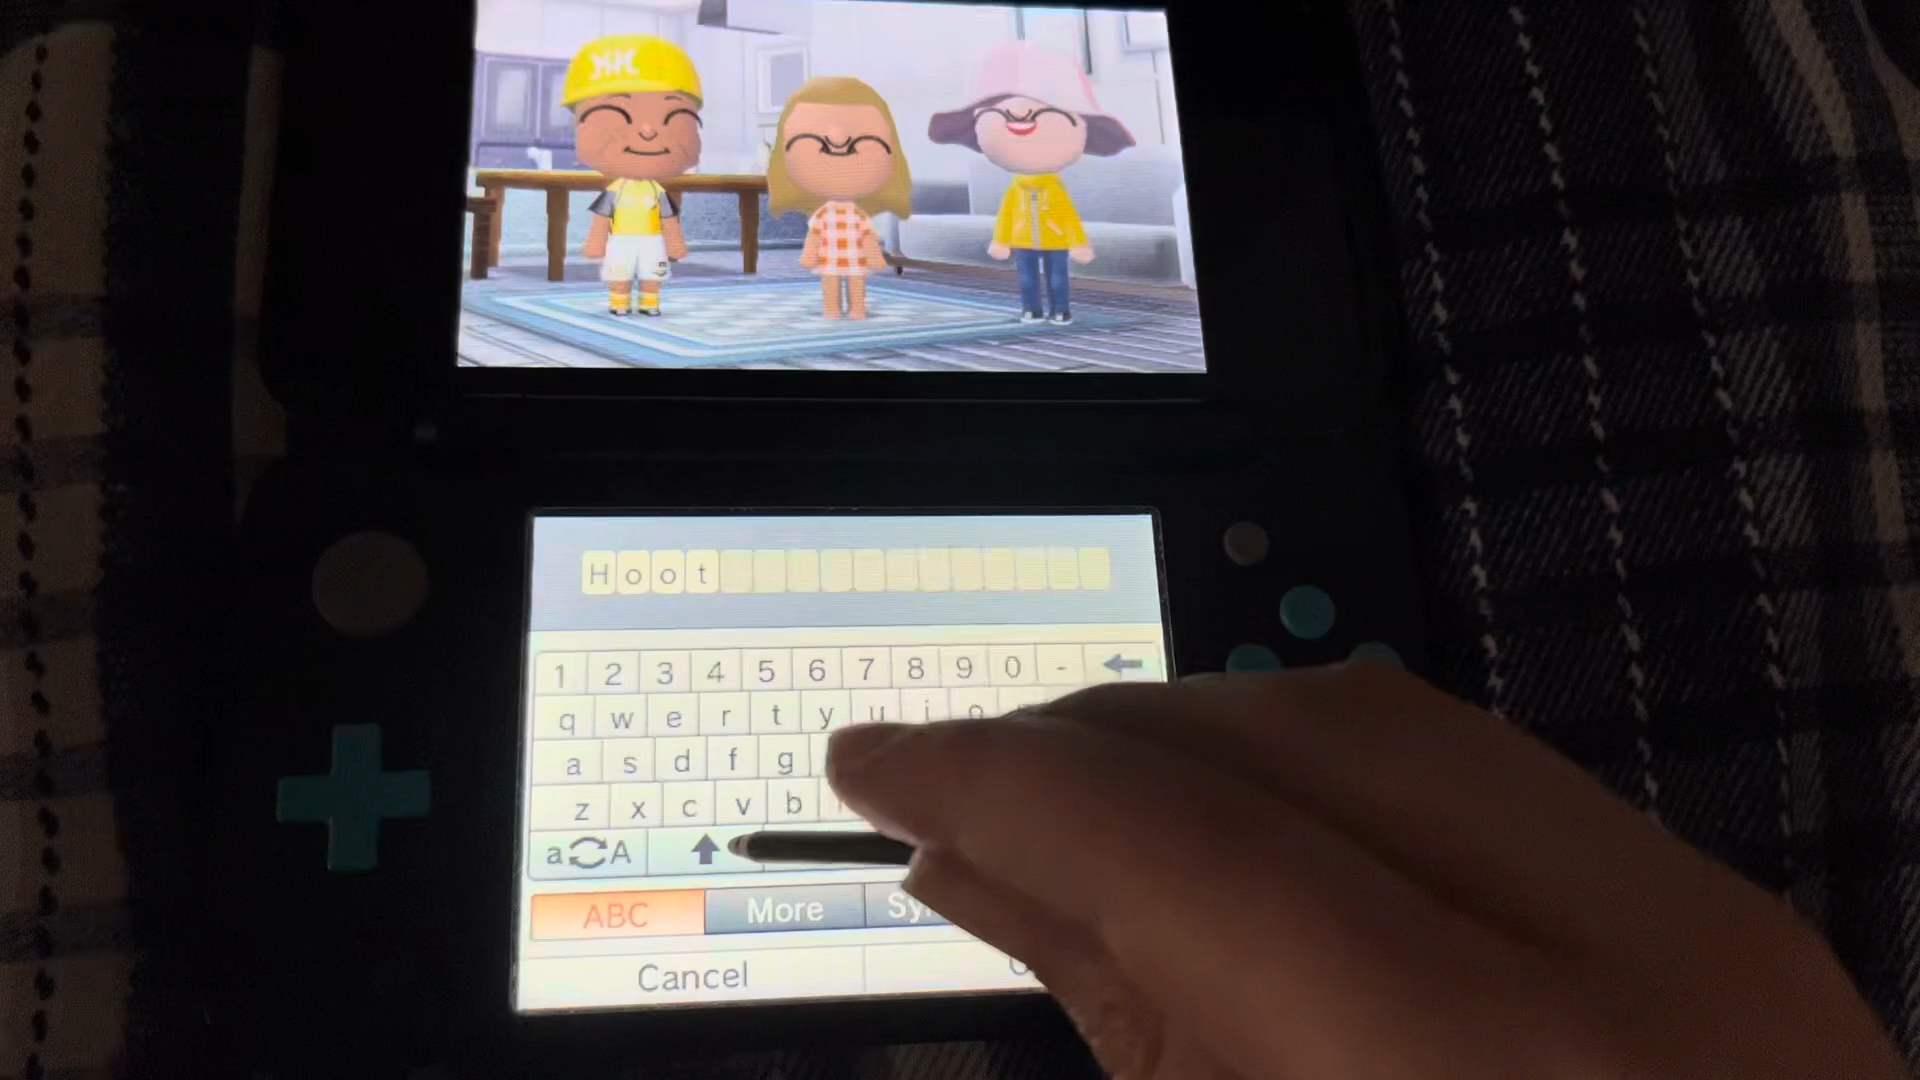 Hoot
1 2 3 4 5 6 7 8 9 0 -
q w e r t y u i o
a s d f g
z x c v b
a A
ABC More
Cancel